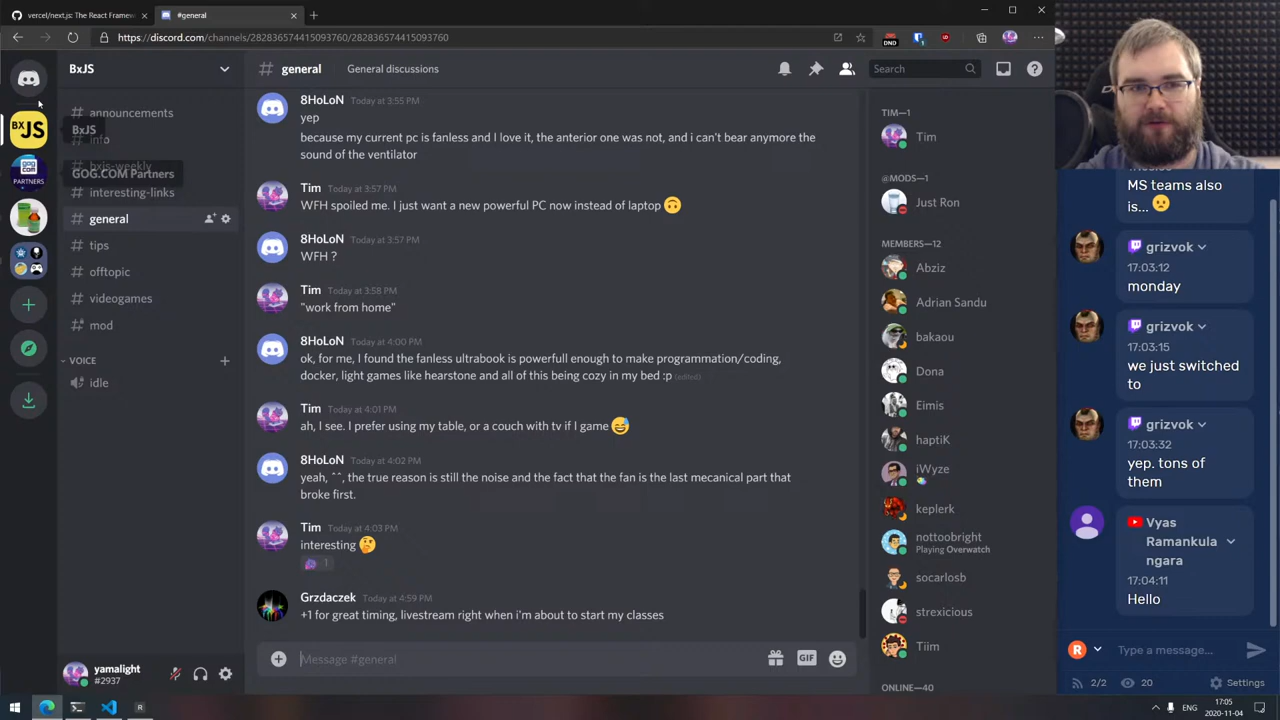 vercel/next.js: The React Framew
#general
https://discord.com/channels/282836574415093760/282836574415093760
DND
BxJS
# general
General discussions
Search
BX
JS
GOG.COM
PARTNERS
BxJS
GOG.COM Partners
# announcements
# info
# bxjs-weekly
# interesting-links
# general
# tips
# offtopic
# videogames
# mod
VOICE
idle
yamalight
#2937
8HoLoN Today at 3:55 PM
yep
because my current pc is fanless and I love it, the anterior one was not, and i can't bear anymore the
sound of the ventilator
Tim Today at 3:57 PM
WFH spoiled me. I just want a new powerful PC now instead of laptop 🙃
8HoLoN Today at 3:57 PM
WFH ?
Tim Today at 3:58 PM
"work from home"
8HoLoN Today at 4:00 PM
ok, for me, I found the fanless ultrabook is powerfull enough to make programmation/coding,
docker, light games like hearstone and all of this being cozy in my bed :p (edited)
Tim Today at 4:01 PM
ah, I see. I prefer using my table, or a couch with tv if I game 😅
8HoLoN Today at 4:02 PM
yeah, ^^, the true reason is still the noise and the fact that the fan is the last mecanical part that
broke first.
Tim Today at 4:03 PM
interesting 🤔
1
Grzdaczek Today at 4:59 PM
+1 for great timing, livestream right when i'm about to start my classes
Message #general
GIF
TIM—1
Tim
@MODS—1
Just Ron
MEMBERS—12
Abziz
Adrian Sandu
bakaou
Dona
Eimis
haptiK
iWyze
keplerk
nottoobright
Playing Overwatch
socarlosb
strexicious
Tiim
ONLINE—40
MS teams also
is... 😟
grizvok
17:03:12
monday
grizvok
17:03:15
we just switched
to
grizvok
17:03:32
yep. tons of
them
Vyas
Ramankula
ngara
17:04:11
Hello
R
Type a message...
2/2
20
Settings
R
ENG
17:05
2020-11-04